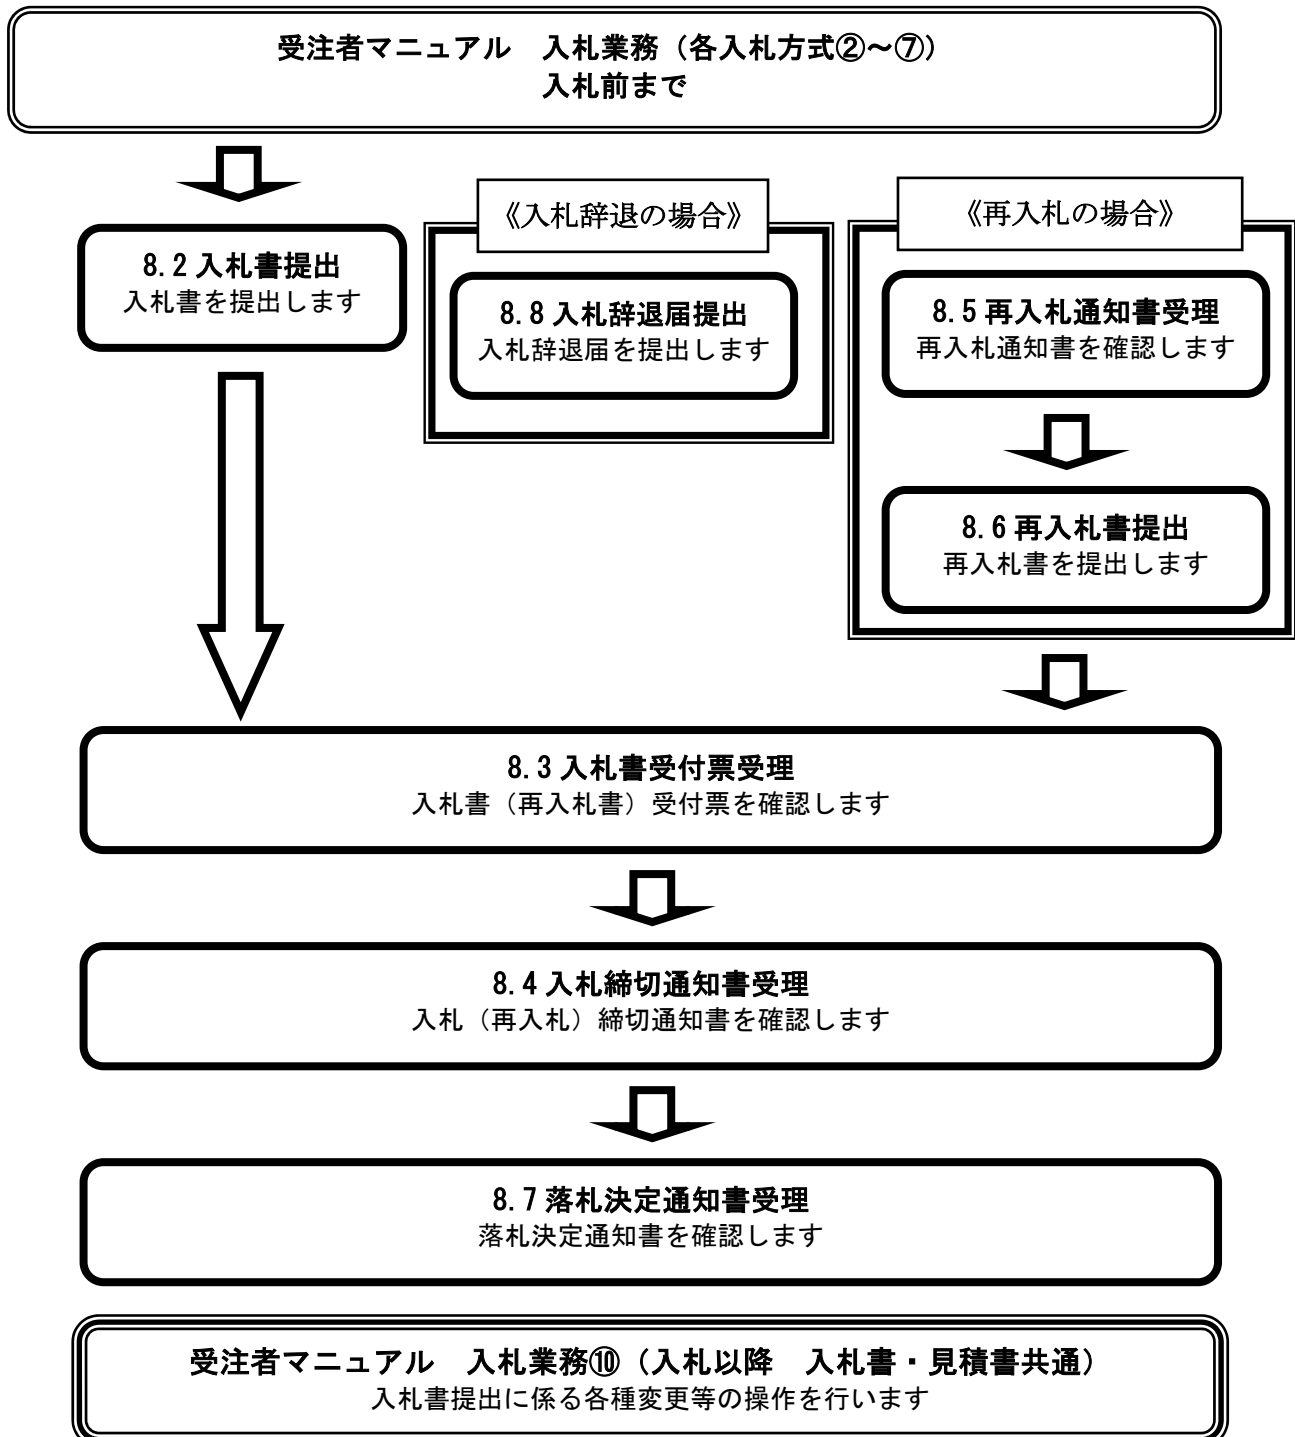 受注者マニュアル　入札業務（各入札方式②～⑦）
入札前まで
8.2 入札書提出
入札書を提出します
《入札辞退の場合》
8.8 入札辞退届提出
入札辞退届を提出します
《再入札の場合》
8.5 再入札通知書受理
再入札通知書を確認します
8.6 再入札書提出
再入札書を提出します
8.3 入札書受付票受理
入札書（再入札書）受付票を確認します
8.4 入札締切通知書受理
入札（再入札）締切通知書を確認します
8.7 落札決定通知書受理
落札決定通知書を確認します
受注者マニュアル　入札業務⑩（入札以降　入札書・見積書共通）
入札書提出に係る各種変更等の操作を行います